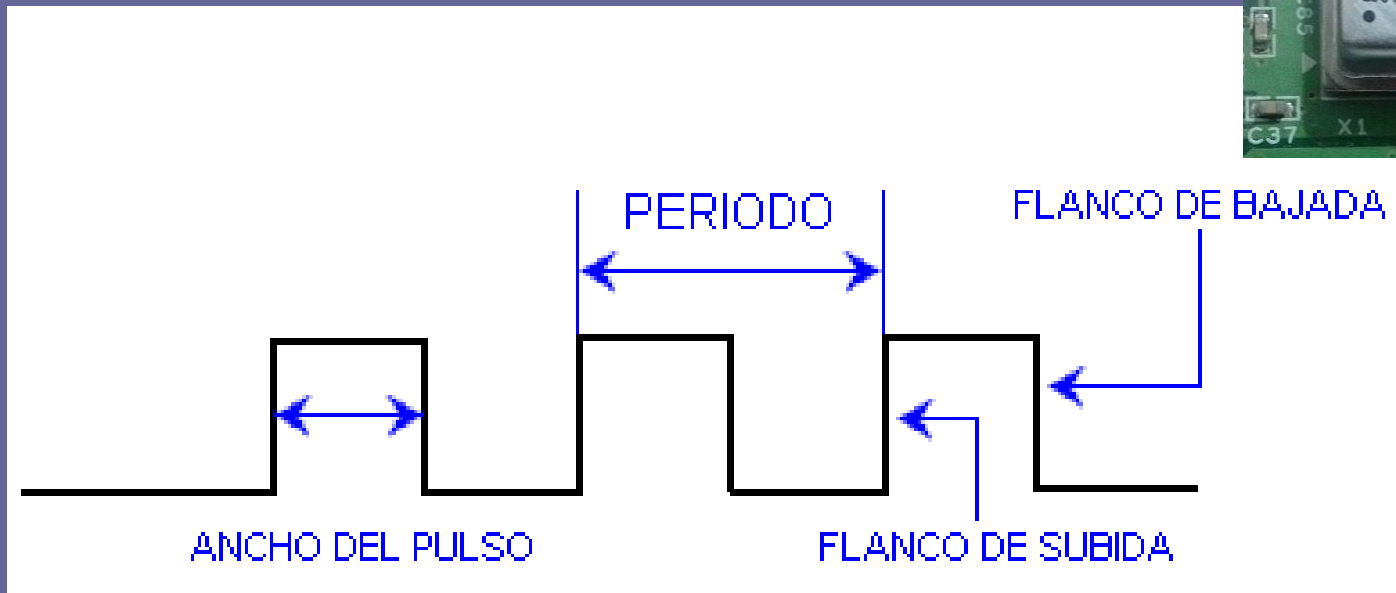 C37
X1
PERIODO
FLANCO DE BAJADA
ANCHO DEL PULSO
FLANCO DE SUBIDA